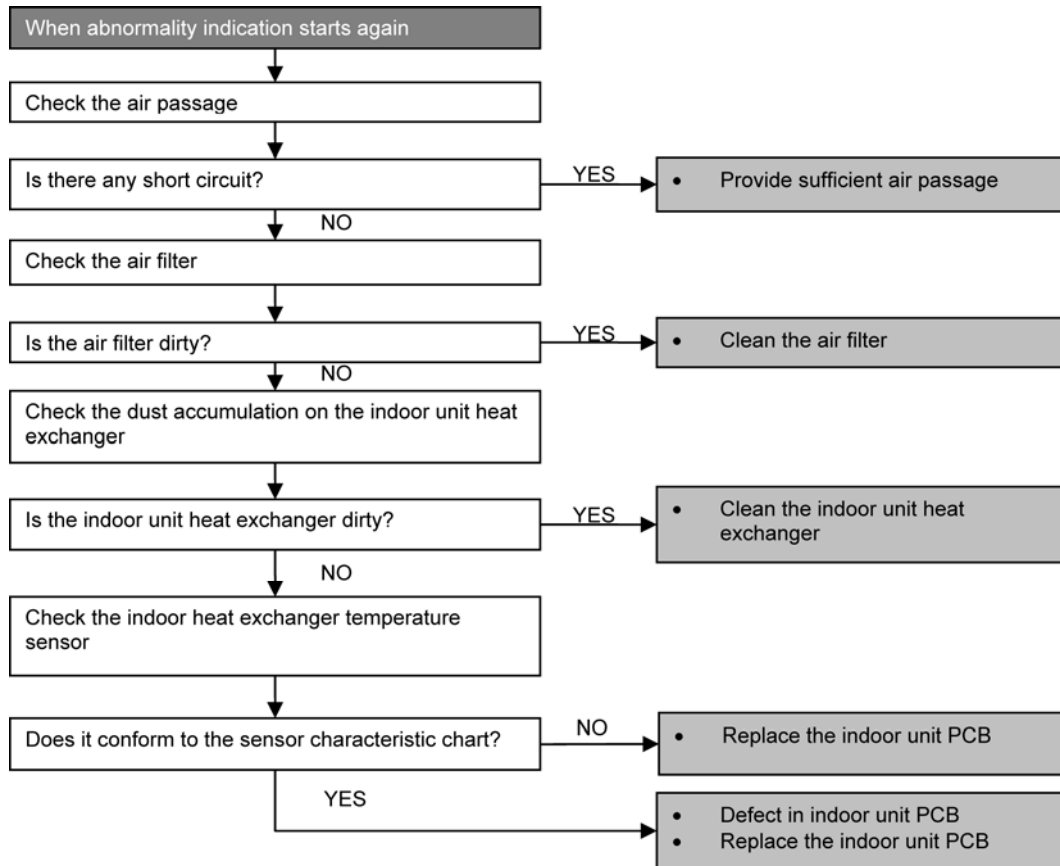 When abnormality indication starts again
Check the air passage
Is there any short circuit?
YES
• Provide sufficient air passage
NO
Check the air filter
Is the air filter dirty?
YES
• Clean the air filter
NO
Check the dust accumulation on the indoor unit heat
exchanger
Is the indoor unit heat exchanger dirty?
YES
• Clean the indoor unit heat
exchanger
NO
Check the indoor heat exchanger temperature
sensor
Does it conform to the sensor characteristic chart?
NO
• Replace the indoor unit PCB
YES
• Defect in indoor unit PCB
• Replace the indoor unit PCB